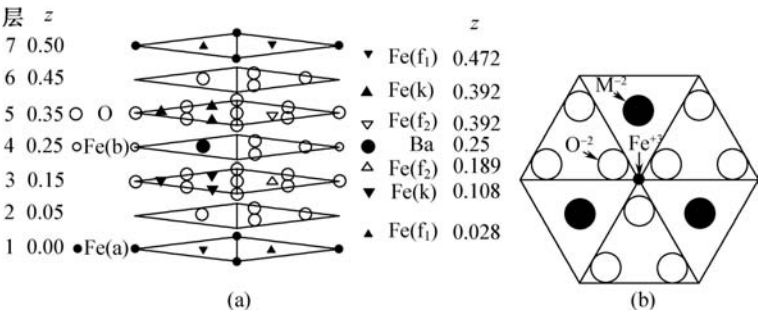 层 z
7 0.50
6 0.45
5 0.35 O
4 0.25 Fe(b)
3 0.15
2 0.05
1 0.00 Fe(a)
z
Fe(f₁) 0.472
Fe(k) 0.392
Fe(f₂) 0.392
Ba 0.25
Fe(f₂) 0.189
Fe(k) 0.108
Fe(f₁) 0.028
(a)
M⁻²
O⁻² Fe⁺³
(b)